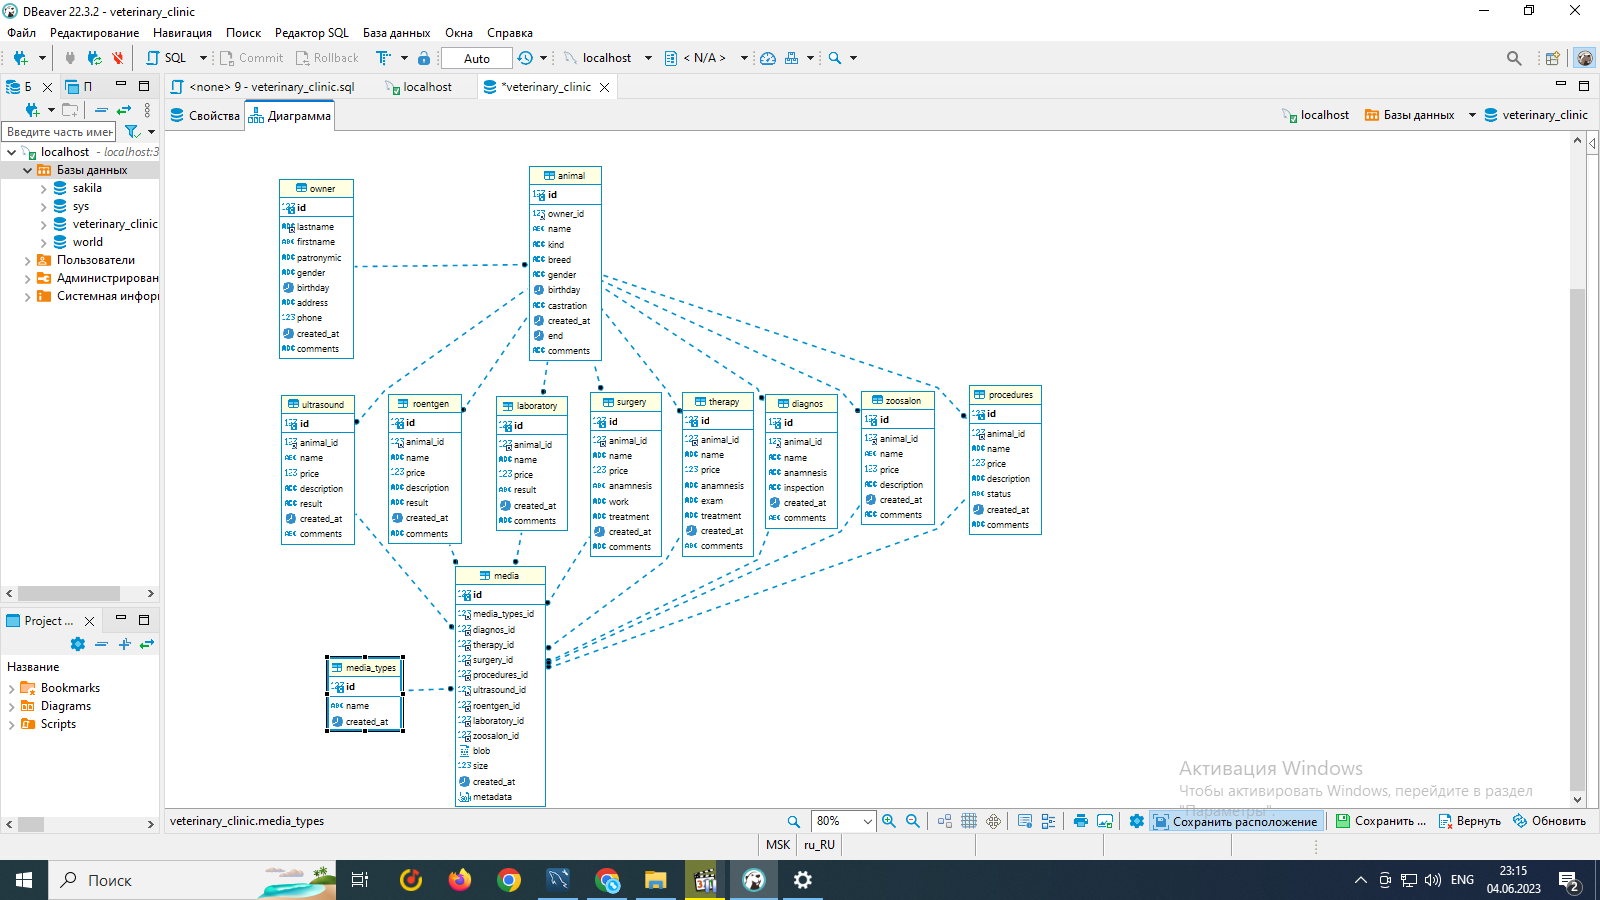 DBeaver 22.3.2 - veterinary_clinic
Файл Редактирование Навигация Поиск Редактор SQL База данных Окна Справка
SQL Commit Rollback Auto localhost < N/A >
Б П <none> 9 - veterinary_clinic.sql localhost *veterinary_clinic
Свойства Диаграмма localhost Базы данных veterinary_clinic
Введите часть имен
localhost - localhost:3
Базы данных
sakila
sys
veterinary_clinic
world
Пользователи
Администрирован
Системная инфор
Project ...
Название
Bookmarks
Diagrams
Scripts
owner
id
lastname
firstname
patronymic
gender
birthday
address
phone
created_at
comments
animal
id
owner_id
name
kind
breed
gender
birthday
castration
created_at
end
comments
ultrasound
id
animal_id
name
price
description
result
created_at
comments
roentgen
id
animal_id
name
price
description
result
created_at
comments
laboratory
id
animal_id
name
price
result
created_at
comments
surgery
id
animal_id
name
price
anamnesis
work
treatment
created_at
comments
therapy
id
animal_id
name
price
anamnesis
exam
treatment
created_at
comments
diagnos
id
animal_id
name
anamnesis
inspection
created_at
comments
zoosalon
id
animal_id
name
price
description
created_at
comments
procedures
id
animal_id
name
price
description
status
created_at
comments
media
id
media_types_id
diagnos_id
therapy_id
surgery_id
procedures_id
ultrasound_id
roentgen_id
laboratory_id
zoosalon_id
blob
size
created_at
metadata
media_types
id
name
created_at
Активация Windows
Чтобы активировать Windows, перейдите в раздел
"Параметры".
veterinary_clinic.media_types 80% Сохранить расположение Сохранить ... Вернуть Обновить
MSK ru_RU
Поиск ENG 23:15
04.06.2023
2